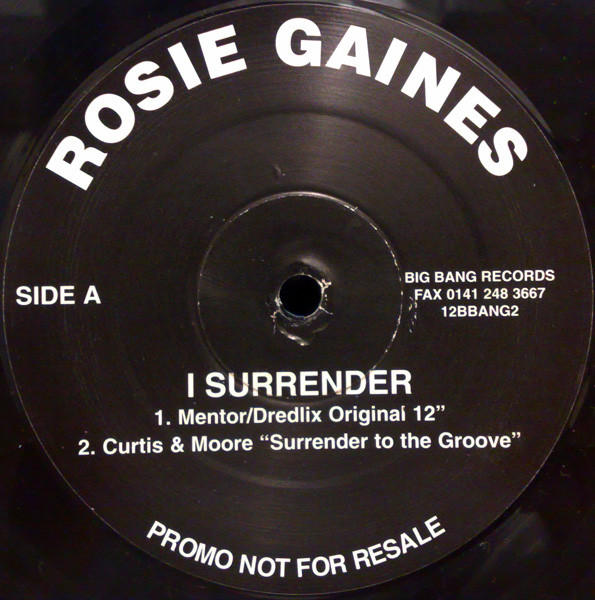 ROSIE GAINES
SIDE A
BIG BANG RECORDS
FAX 0141 248 3667
12BBANG2
I SURRENDER
1. Mentor/Dredlix Original 12”
2. Curtis & Moore “Surrender to the Groove”
PROMO NOT FOR RESALE